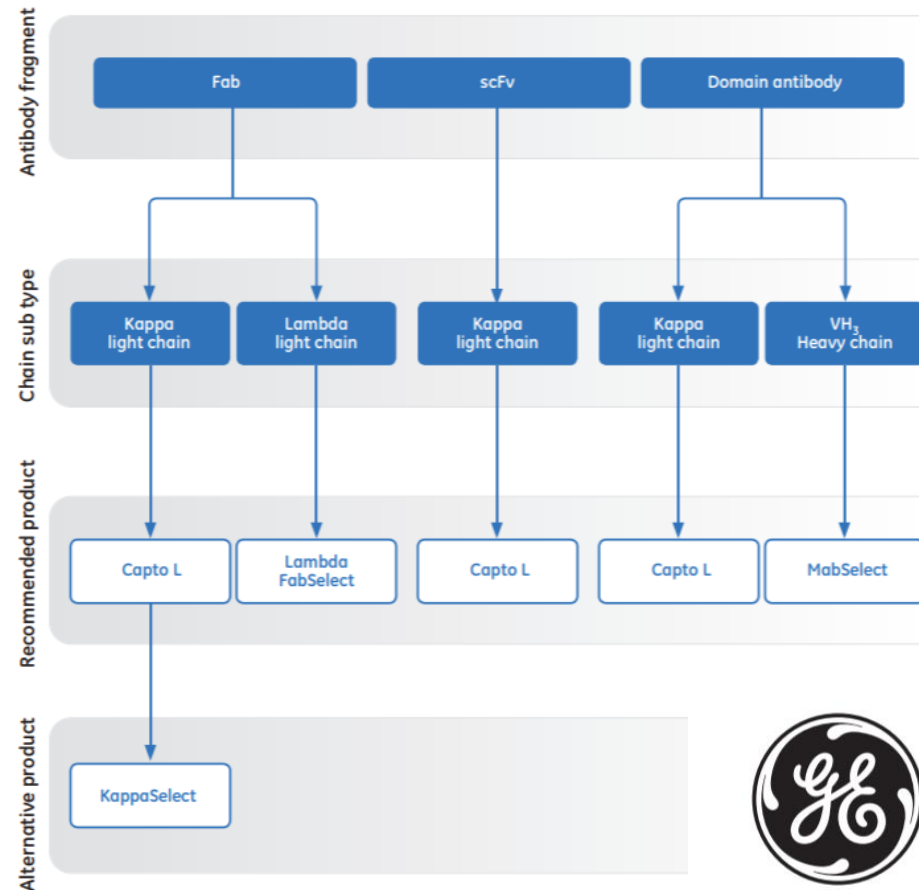 Antibody fragment
Fab
scFv
Domain antibody
Chain sub type
Kappa
light chain
Lambda
light chain
Kappa
light chain
Kappa
light chain
VH₃
Heavy chain
Recommended product
Capto L
Lambda
FabSelect
Capto L
Capto L
MabSelect
Alternative product
KappaSelect
GE